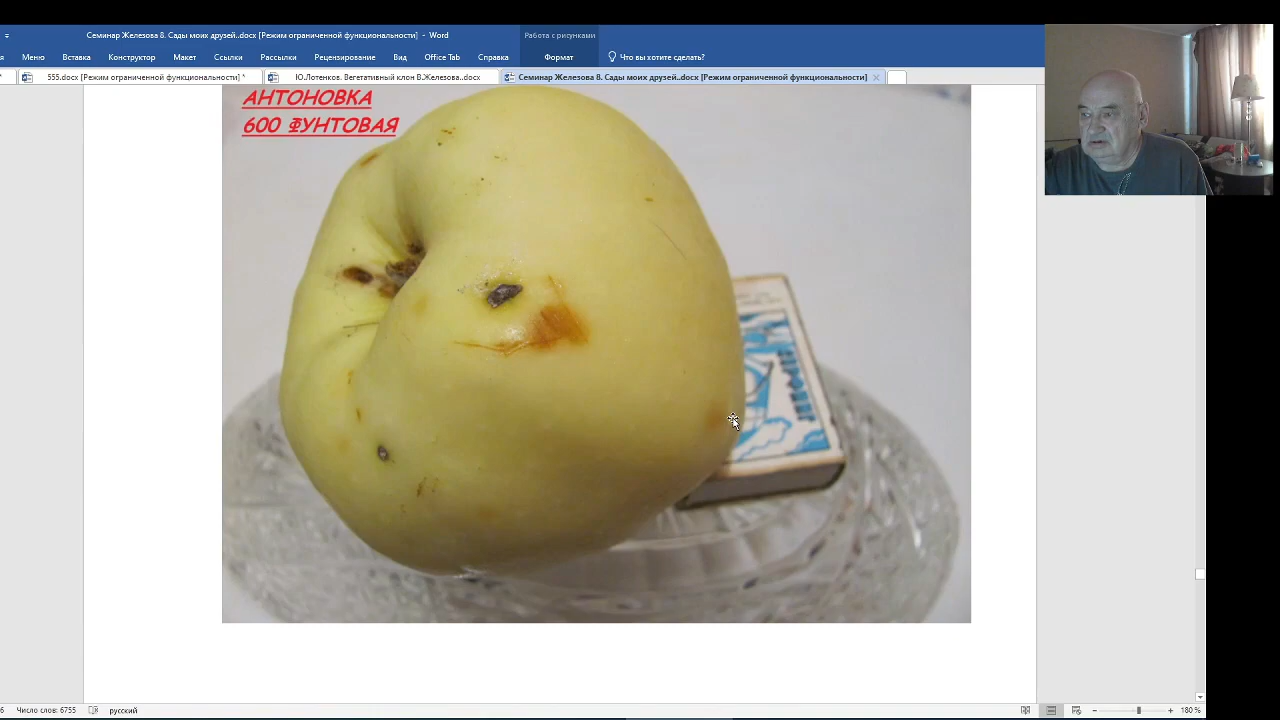 Семинар Железова 8. Сады моих друзей..docx [Режим ограниченной функциональности] - Word
Работа с рисунками
Меню Вставка Конструктор Макет Ссылки Рассылки Рецензирование Вид Office Tab Справка Формат Что вы хотите сделать?
555.docx [Режим ограниченной функциональности] *
Ю.Лотенков. Вегетативный клон В.Железова..docx
Семинар Железова 8. Сады моих друзей..docx [Режим ограниченной функциональности]
АНТОНОВКА
600 ФУНТОВАЯ
Число слов: 6755 русский 180 %